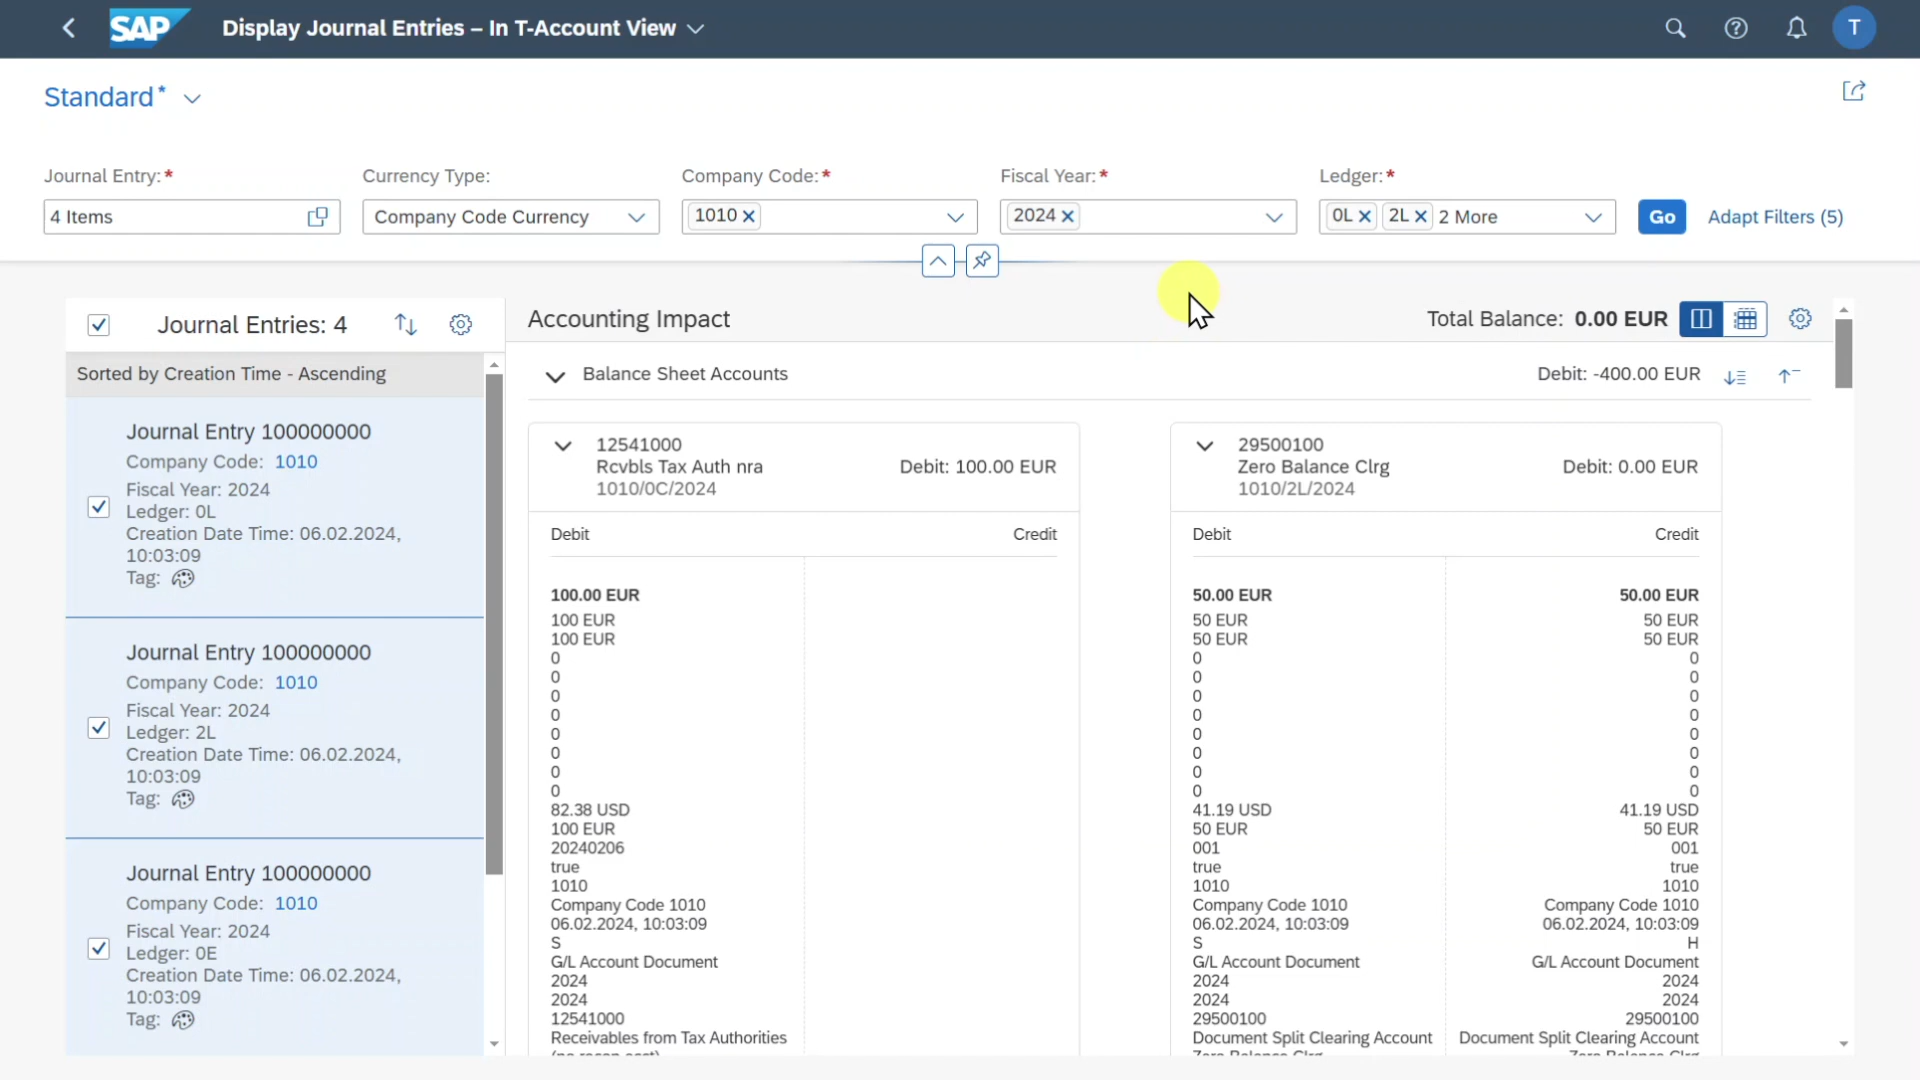 SAP Display Journal Entries – In T-Account View
T
Standard*
Journal Entry:*
Currency Type:
Company Code:*
Fiscal Year:*
Ledger:*
4 Items
Company Code Currency
1010
2024
0L 2L 2 More
Go
Adapt Filters (5)
Journal Entries: 4
Sorted by Creation Time - Ascending
Journal Entry 100000000
Company Code: 1010
Fiscal Year: 2024
Ledger: 0L
Creation Date Time: 06.02.2024,
10:03:09
Tag:
Journal Entry 100000000
Company Code: 1010
Fiscal Year: 2024
Ledger: 2L
Creation Date Time: 06.02.2024,
10:03:09
Tag:
Journal Entry 100000000
Company Code: 1010
Fiscal Year: 2024
Ledger: 0E
Creation Date Time: 06.02.2024,
10:03:09
Tag:
Accounting Impact
Total Balance: 0.00 EUR
Balance Sheet Accounts
Debit: -400.00 EUR
12541000
Rcvbls Tax Auth nra
1010/0C/2024
Debit: 100.00 EUR
Debit Credit
100.00 EUR
100 EUR
100 EUR
0
0
0
0
0
0
0
0
82.38 USD
100 EUR
20240206
true
1010
Company Code 1010
06.02.2024, 10:03:09
S
G/L Account Document
2024
2024
12541000
Receivables from Tax Authorities
29500100
Zero Balance Clrg
1010/2L/2024
Debit: 0.00 EUR
Debit Credit
50.00 EUR
50 EUR
50 EUR
0
0
0
0
0
0
0
0
41.19 USD
50 EUR
001
true
1010
Company Code 1010
06.02.2024, 10:03:09
S
G/L Account Document
2024
2024
29500100
Document Split Clearing Account
Zero Balance Clrg
50.00 EUR
50 EUR
50 EUR
0
0
0
0
0
0
0
0
41.19 USD
50 EUR
001
true
1010
Company Code 1010
06.02.2024, 10:03:09
H
G/L Account Document
2024
2024
29500100
Document Split Clearing Account
Zero Balance Clrg